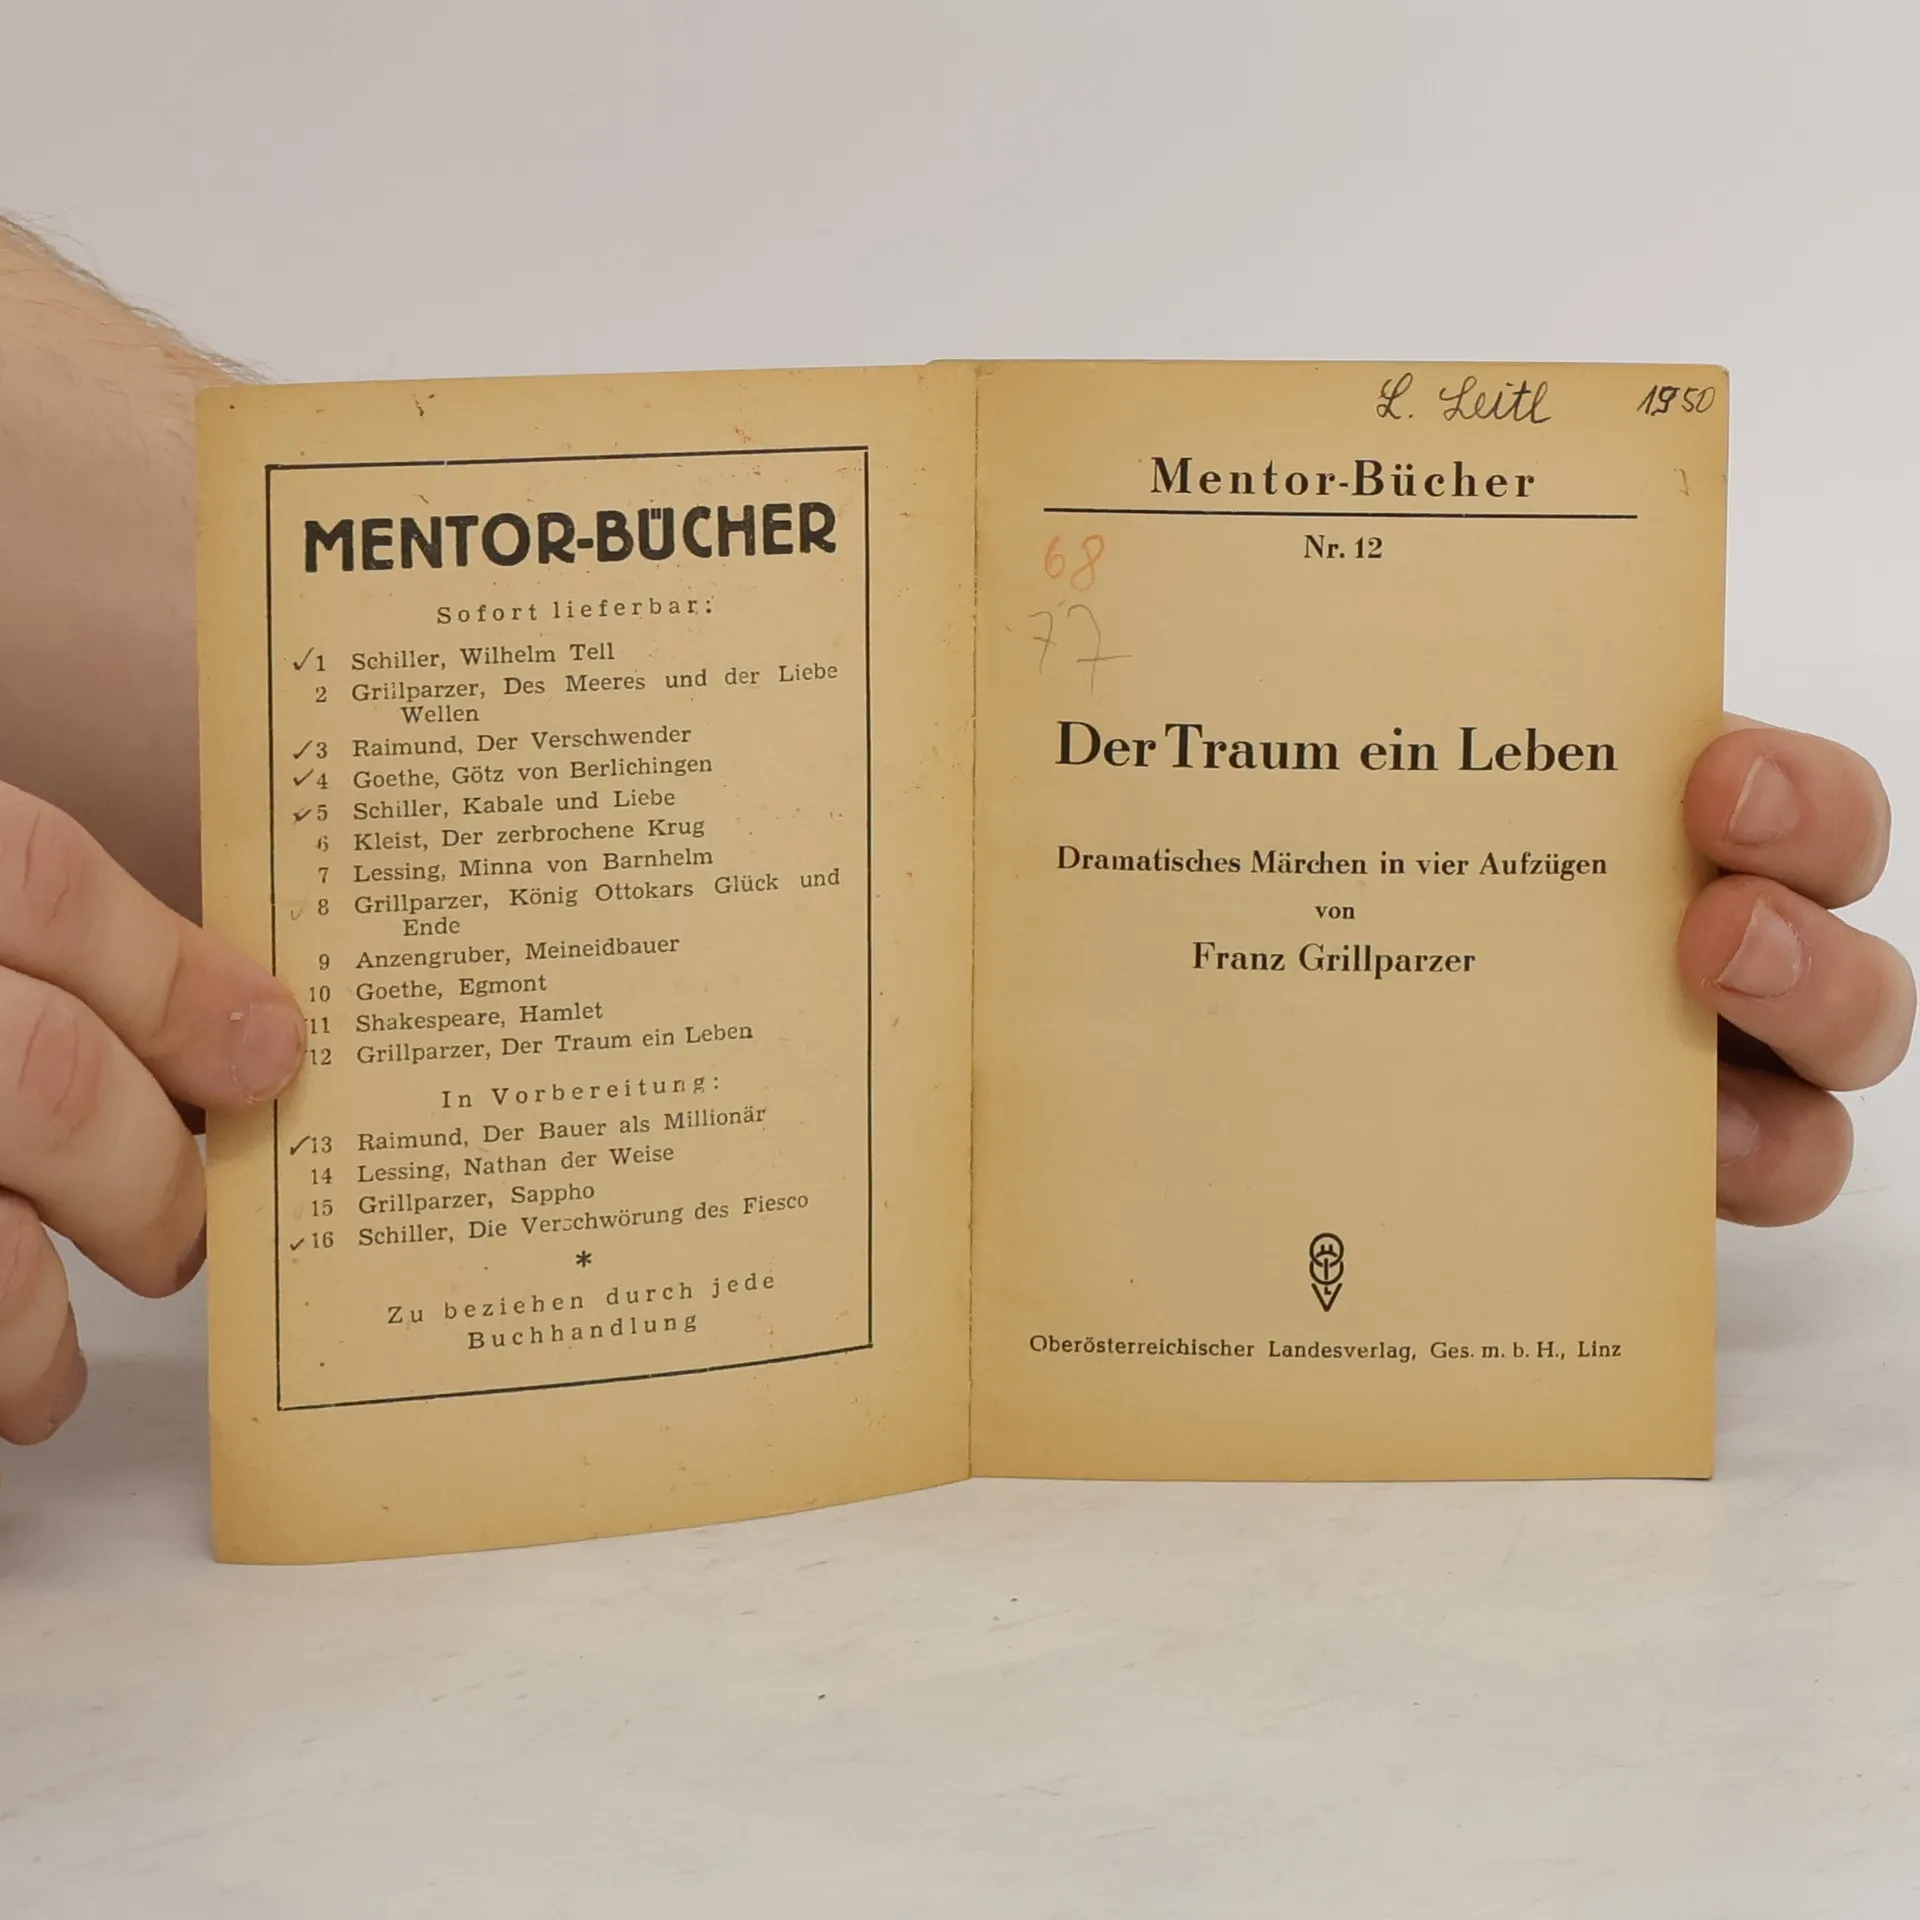 MENTOR-BÜCHER
Sofort lieferbar:
✓1 Schiller, Wilhelm Tell
2 Grillparzer, Des Meeres und der Liebe
Wellen
✓3 Raimund, Der Verschwender
✓4 Goethe, Götz von Berlichingen
✓5 Schiller, Kabale und Liebe
6 Kleist, Der zerbrochene Krug
7 Lessing, Minna von Barnhelm
✓8 Grillparzer, König Ottokars Glück und
Ende
9 Anzengruber, Meineidbauer
10 Goethe, Egmont
11 Shakespeare, Hamlet
12 Grillparzer, Der Traum ein Leben
In Vorbereitung:
✓13 Raimund, Der Bauer als Millionär
14 Lessing, Nathan der Weise
15 Grillparzer, Sappho
✓16 Schiller, Die Verschwörung des Fiesco
*
Zu beziehen durch jede
Buchhandlung
L. Leitl 1950
Mentor-Bücher
Nr. 12
68
77
Der Traum ein Leben
Dramatisches Märchen in vier Aufzügen
von
Franz Grillparzer
Oberösterreichischer Landesverlag, Ges. m. b. H., Linz